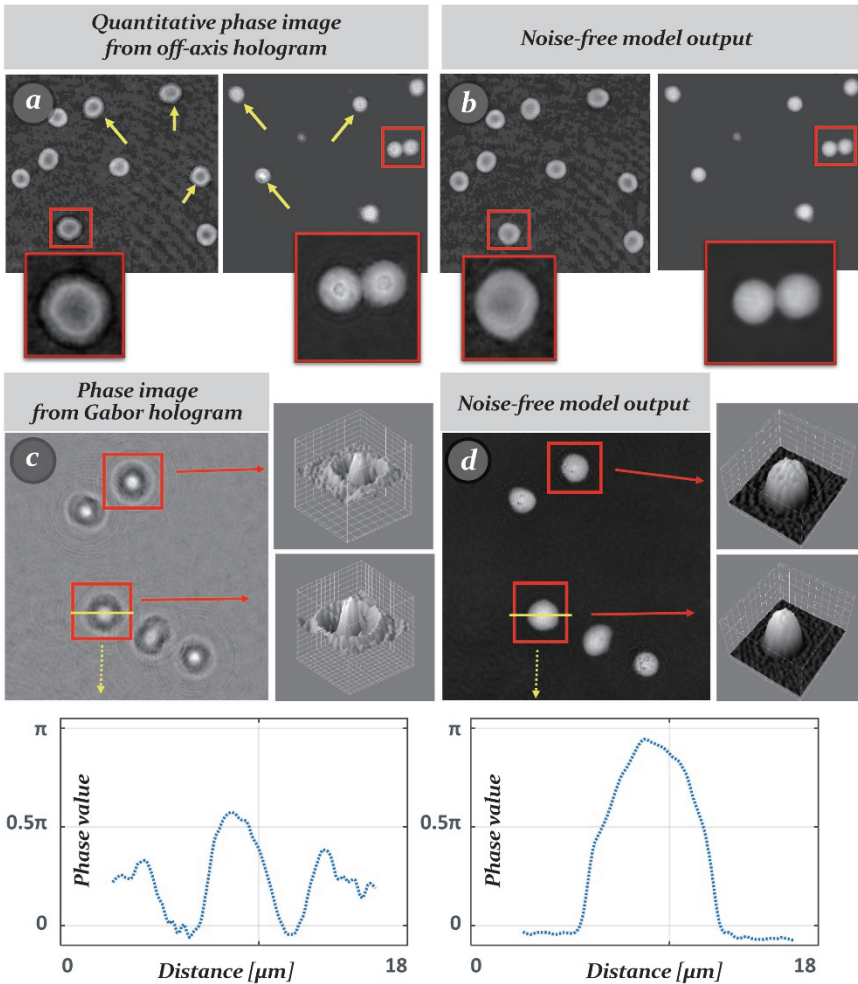 Quantitative phase image
from off-axis hologram
Noise-free model output
a
b
Phase image
from Gabor hologram
Noise-free model output
c
d
π
0.5π
0
Phase value
0
Distance [μm]
18
π
0.5π
0
Phase value
0
Distance [μm]
18